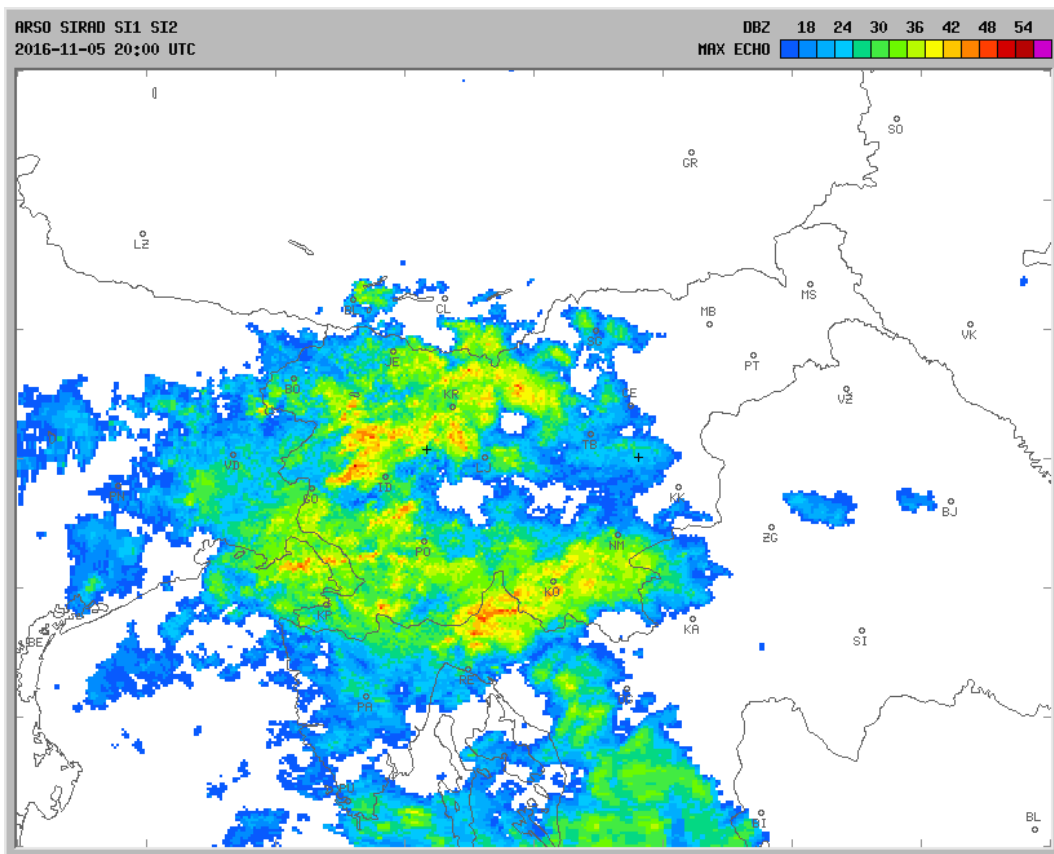 ARSO SIRAD SI1 SI2
2016-11-05 20:00 UTC
DBZ 18 24 30 36 42 48 54
MAX ECHO
SO
GR
LZ
MS
CL
MB
VK
SG
JE
PT
BO
KR
VZ
TB
VD
LJ
ID
GO
KK
BJ
ZG
PO
NM
KO
KP
KA
BE
SI
RE
PA
BI
BL